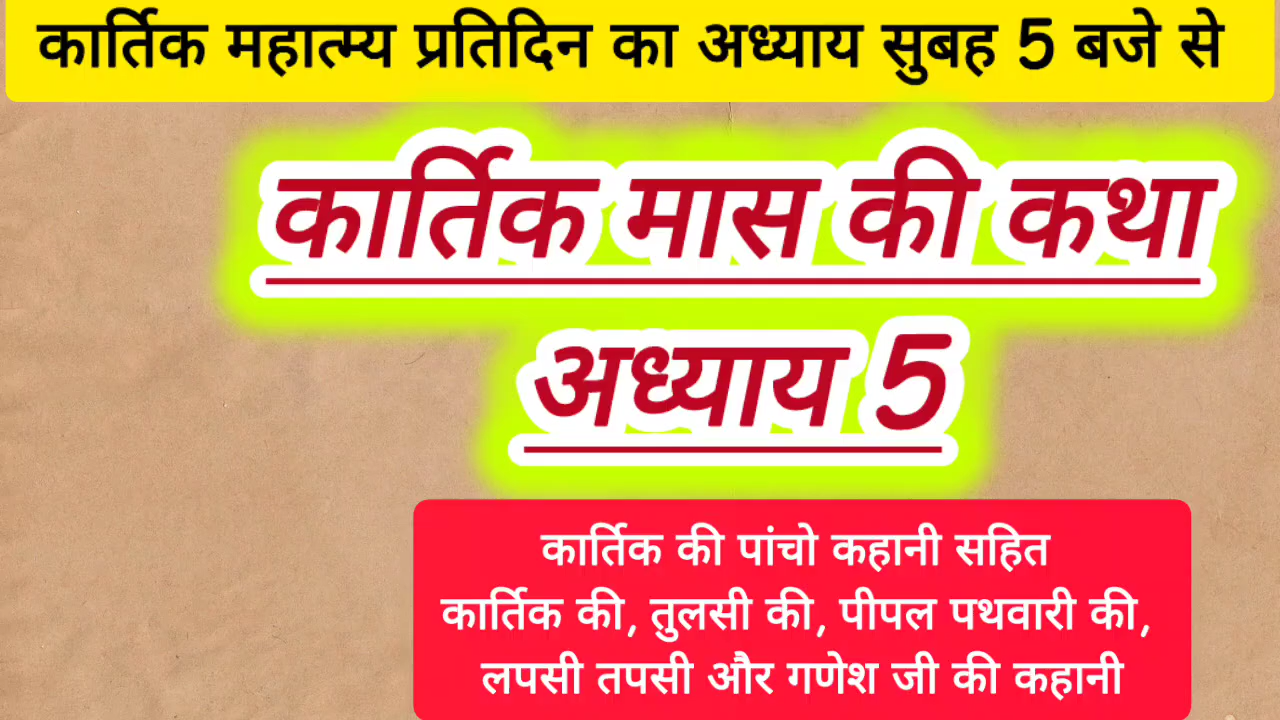 कार्तिक महात्म्य प्रतिदिन का अध्याय सुबह 5 बजे से
कार्तिक मास की कथा
अध्याय 5
कार्तिक की पांचो कहानी सहित
कार्तिक की, तुलसी की, पीपल पथवारी की,
लपसी तपसी और गणेश जी की कहानी